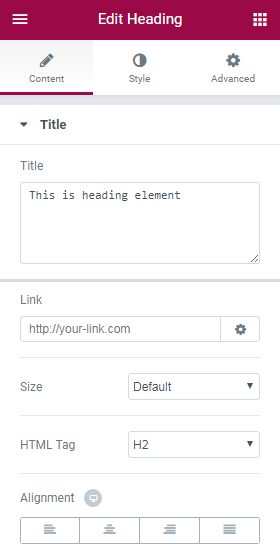 Edit Heading
Content Style Advanced
Title
Title
This is heading element
Link
http://your-link.com
Size Default
HTML Tag H2
Alignment